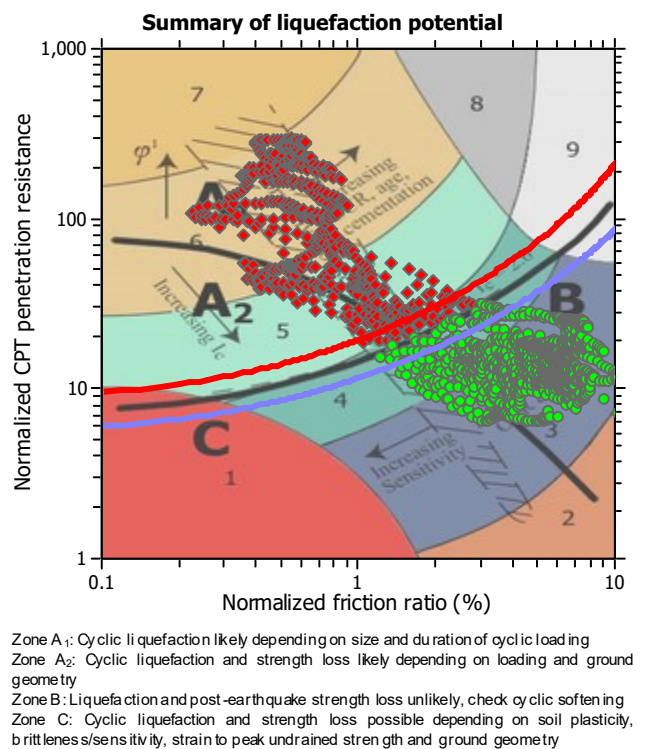 Summary of liquefaction potential
1,000
100
10
1
0.1
1
10
Normalized CPT penetration resistance
Normalized friction ratio (%)
7
8
9
φ'
Increasing
OCR, age,
cementation
A
6
A2
Increasing Ic
5
B
4
C
1
3
Increasing
Sensitivity
2
Zone A1: Cyclic liquefaction likely depending on size and duration of cyclic loading
Zone A2: Cyclic liquefaction and strength loss likely depending on loading and ground
geometry
Zone B: Liquefaction and post-earthquake strength loss unlikely, check cyclic softening
Zone C: Cyclic liquefaction and strength loss possible depending on soil plasticity,
brittleness/sensitivity, strain to peak undrained strength and ground geometry